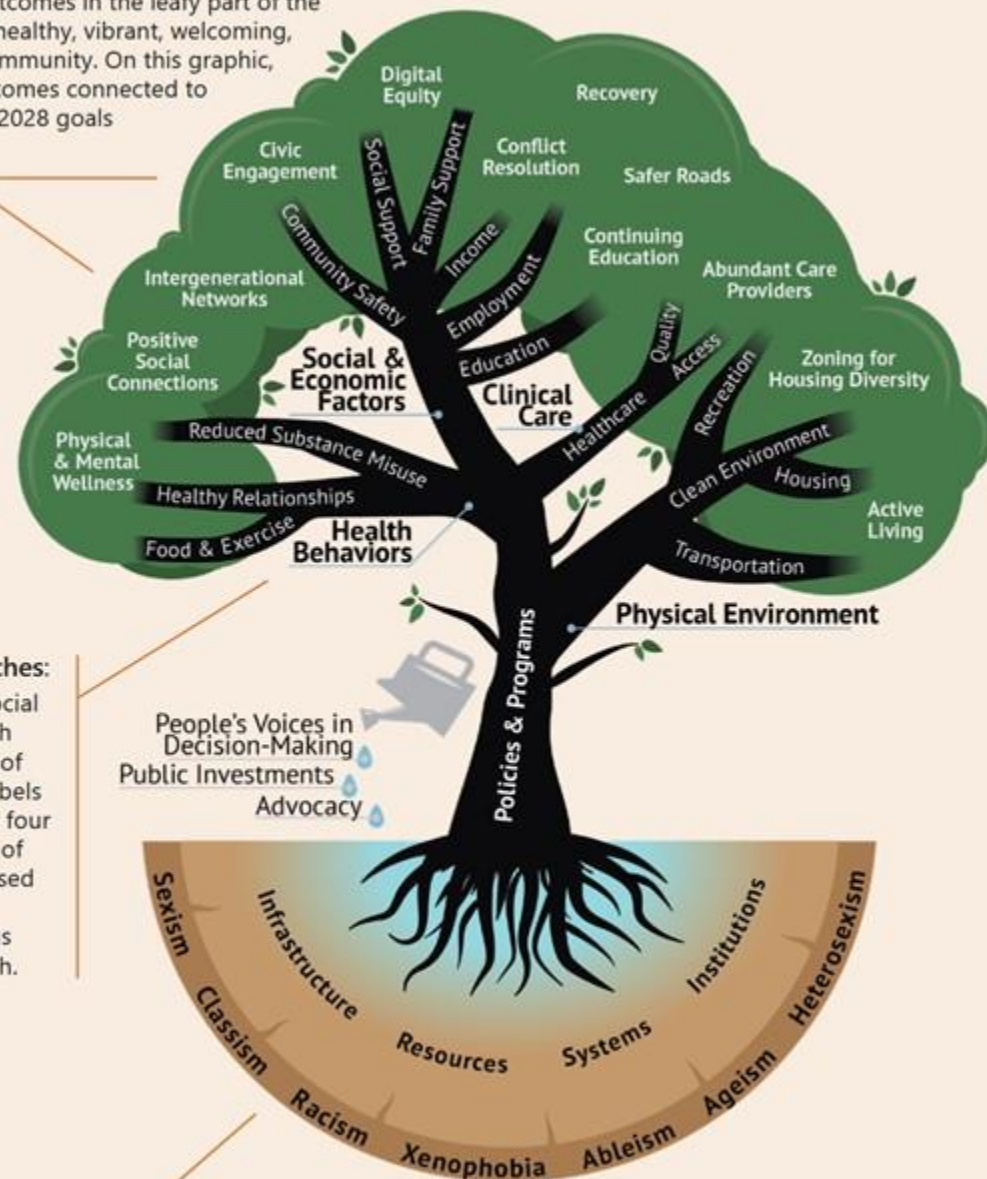 tcomes in the leafy part of the
healthy, vibrant, welcoming,
mmunity. On this graphic,
comes connected to
2028 goals
Digital
Equity
Recovery
Civic
Engagement
Conflict
Resolution
Safer Roads
Social Support
Family Support
Community Safety
Income
Employment
Education
Continuing
Education
Intergenerational
Networks
Abundant Care
Providers
Positive
Social
Connections
Social &
Economic
Factors
Clinical
Care
Quality
Access
Healthcare
Recreation
Zoning for
Housing Diversity
Physical
& Mental
Wellness
Reduced Substance Misuse
Healthy Relationships
Food & Exercise
Health
Behaviors
Clean Environment
Housing
Active
Living
Transportation
Physical Environment
ches:
ocial
h
of
bels
four
of
sed
s
h.
People's Voices in
Decision-Making
Public Investments
Advocacy
Policies & Programs
Infrastructure
Resources
Systems
Institutions
Sexism
Classism
Racism
Xenophobia
Ableism
Ageism
Heterosexism